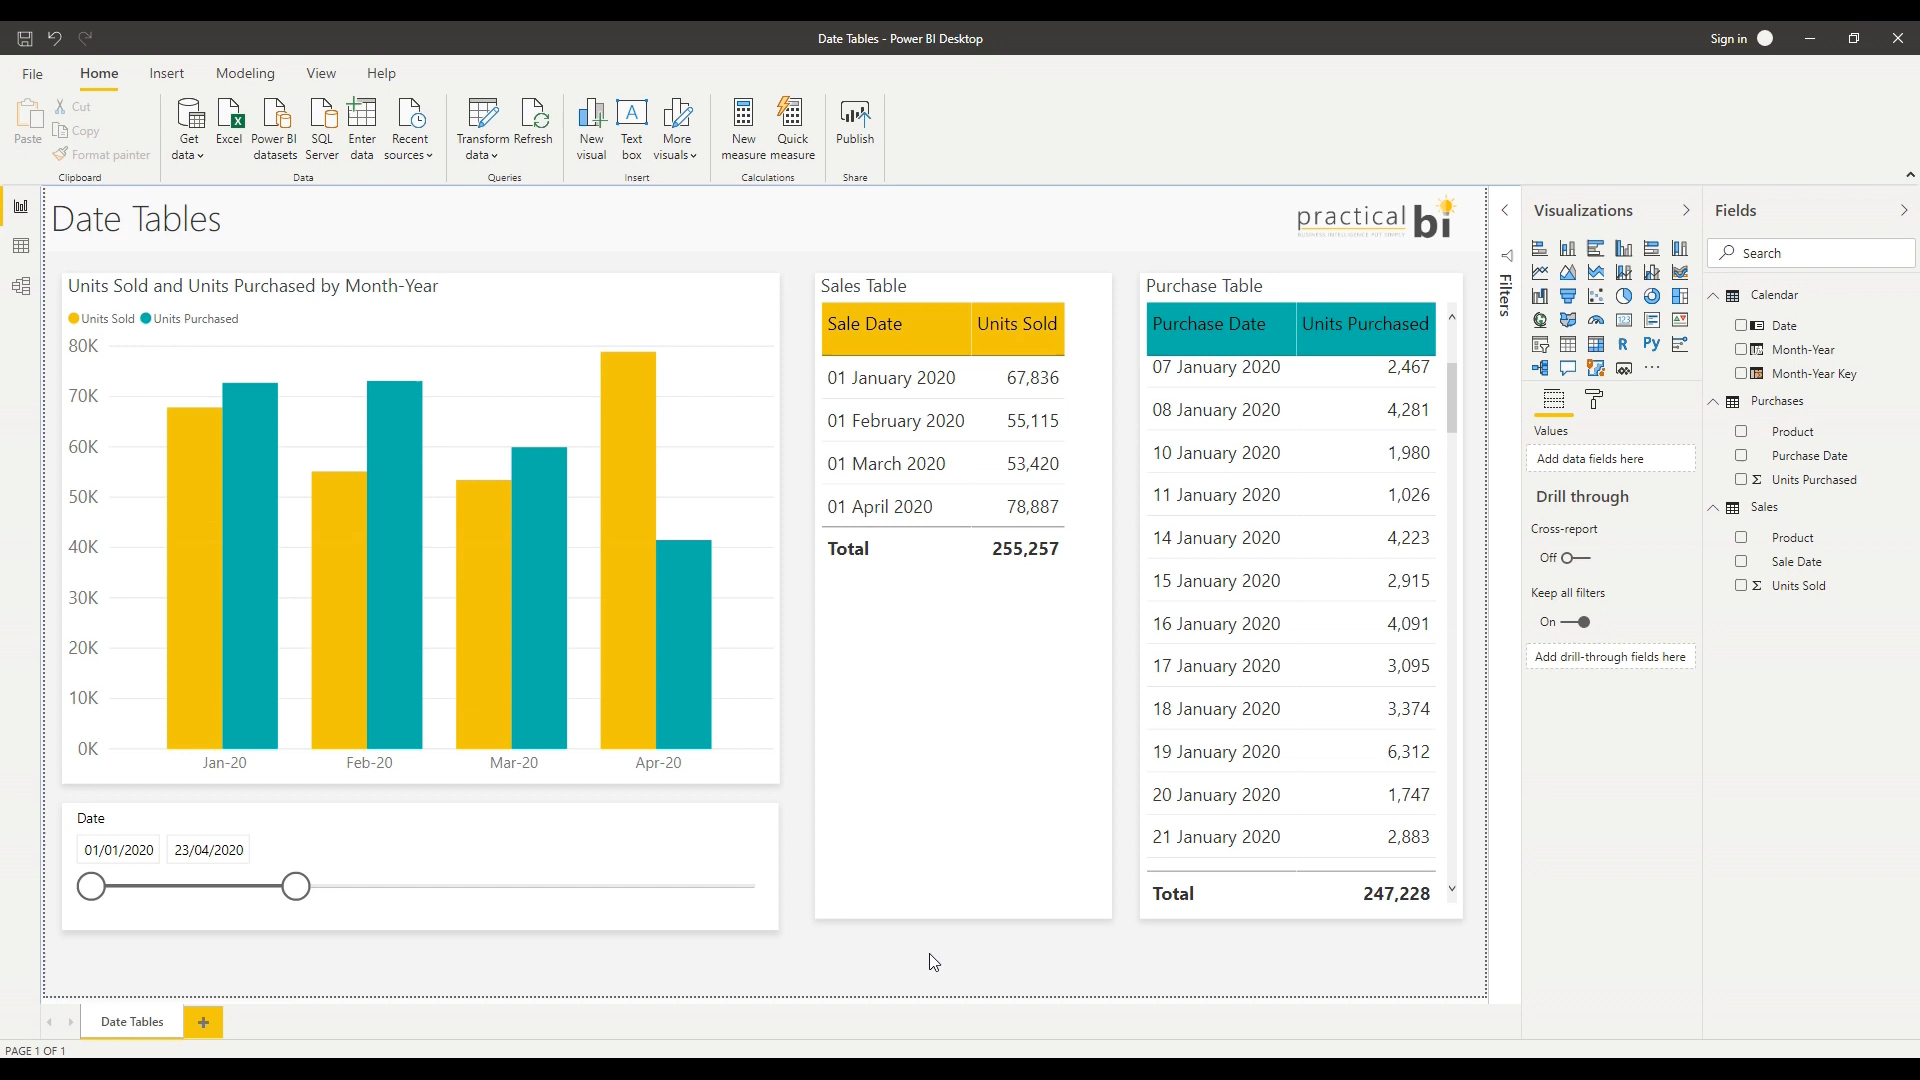 Date Tables - Power BI Desktop
Sign in
File Home Insert Modeling View Help
Paste
Cut
Copy
Format painter
Clipboard
Get data
Excel
Power BI datasets
SQL Server
Enter data
Recent sources
Data
Transform data
Refresh
Queries
New visual
Text box
More visuals
Insert
New measure
Quick measure
Calculations
Publish
Share
Date Tables
practical bi
Units Sold and Units Purchased by Month-Year
Units Sold Units Purchased
80K
70K
60K
50K
40K
30K
20K
10K
0K
Jan-20 Feb-20 Mar-20 Apr-20
Date
01/01/2020 23/04/2020
Sales Table
Sale Date Units Sold
01 January 2020 67,836
01 February 2020 55,115
01 March 2020 53,420
01 April 2020 78,887
Total 255,257
Purchase Table
Purchase Date Units Purchased
07 January 2020 2,467
08 January 2020 4,281
10 January 2020 1,980
11 January 2020 1,026
14 January 2020 4,223
15 January 2020 2,915
16 January 2020 4,091
17 January 2020 3,095
18 January 2020 3,374
19 January 2020 6,312
20 January 2020 1,747
21 January 2020 2,883
Total 247,228
Filters
Visualizations
R Py
Values
Add data fields here
Drill through
Cross-report
Off
Keep all filters
On
Add drill-through fields here
Fields
Search
Calendar
Date
Month-Year
Month-Year Key
Purchases
Product
Purchase Date
Σ Units Purchased
Sales
Product
Sale Date
Σ Units Sold
Date Tables
PAGE 1 OF 1